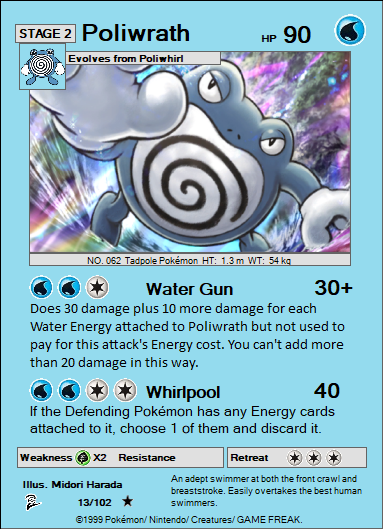 STAGE 2 Poliwrath HP 90
Evolves from Poliwhirl
NO. 062 Tadpole Pokémon HT: 1.3 m WT: 54 kg
Water Gun 30+
Does 30 damage plus 10 more damage for each
Water Energy attached to Poliwrath but not used to
pay for this attack's Energy cost. You can't add more
than 20 damage in this way.
Whirlpool 40
If the Defending Pokémon has any Energy cards
attached to it, choose 1 of them and discard it.
Weakness X2 Resistance Retreat
Illus. Midori Harada
13/102 ★
An adept swimmer at both the front crawl and
breaststroke. Easily overtakes the best human
swimmers.
©1999 Pokémon/ Nintendo/ Creatures/ GAME FREAK.